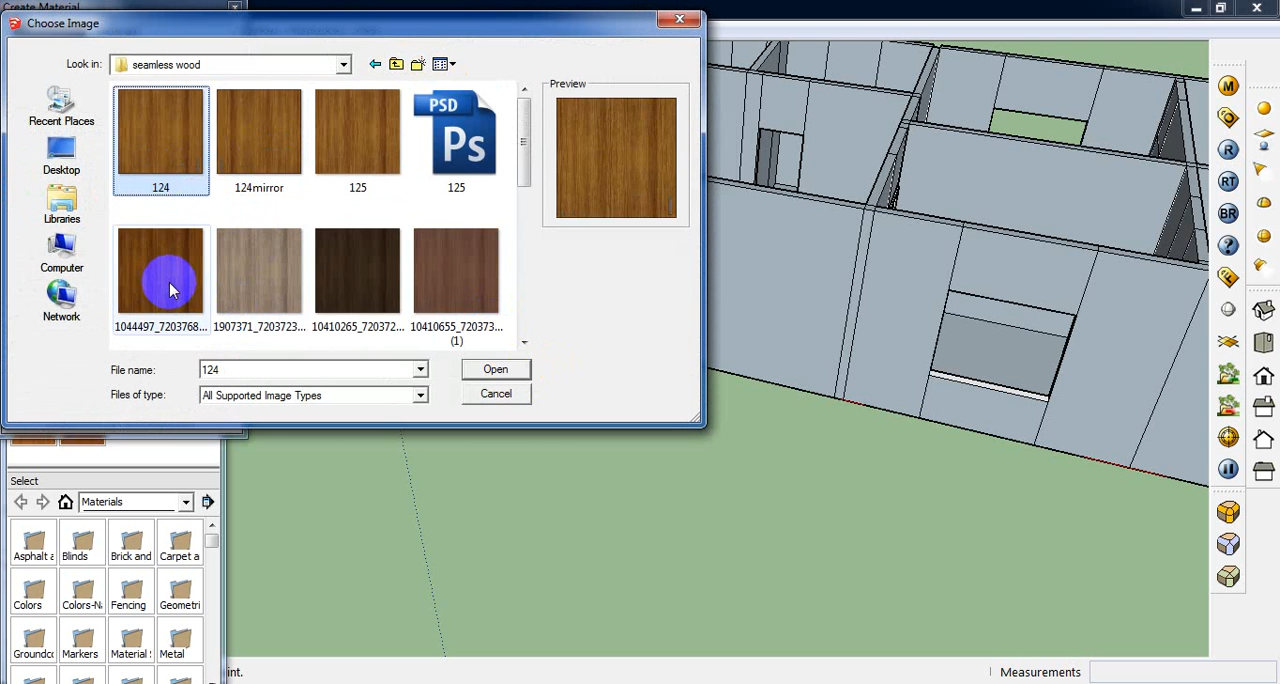 Create Material
Choose Image
Look in:
seamless wood
Recent Places
Desktop
Libraries
Computer
Network
124
124mirror
125
PSD
Ps
125
1044497_7203768...
1907371_7203723...
10410265_720372...
10410655_720373...
(1)
Preview
File name:
124
Open
Files of type:
All Supported Image Types
Cancel
Select
Materials
Asphalt a
Blinds
Brick and
Carpet a
Colors
Colors-Na
Fencing
Geometri
Groundco
Markers
Material S
Metal
int.
Measurements
M
R
RT
BR
?
F